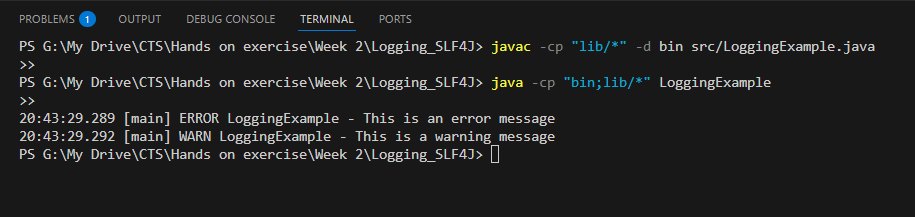 PROBLEMS 1 OUTPUT DEBUG CONSOLE TERMINAL PORTS
PS G:\My Drive\CTS\Hands on exercise\Week 2\Logging_SLF4J> javac -cp "lib/*" -d bin src/LoggingExample.java
>>
PS G:\My Drive\CTS\Hands on exercise\Week 2\Logging_SLF4J> java -cp "bin;lib/*" LoggingExample
>>
20:43:29.289 [main] ERROR LoggingExample - This is an error message
20:43:29.292 [main] WARN LoggingExample - This is a warning message
PS G:\My Drive\CTS\Hands on exercise\Week 2\Logging_SLF4J>